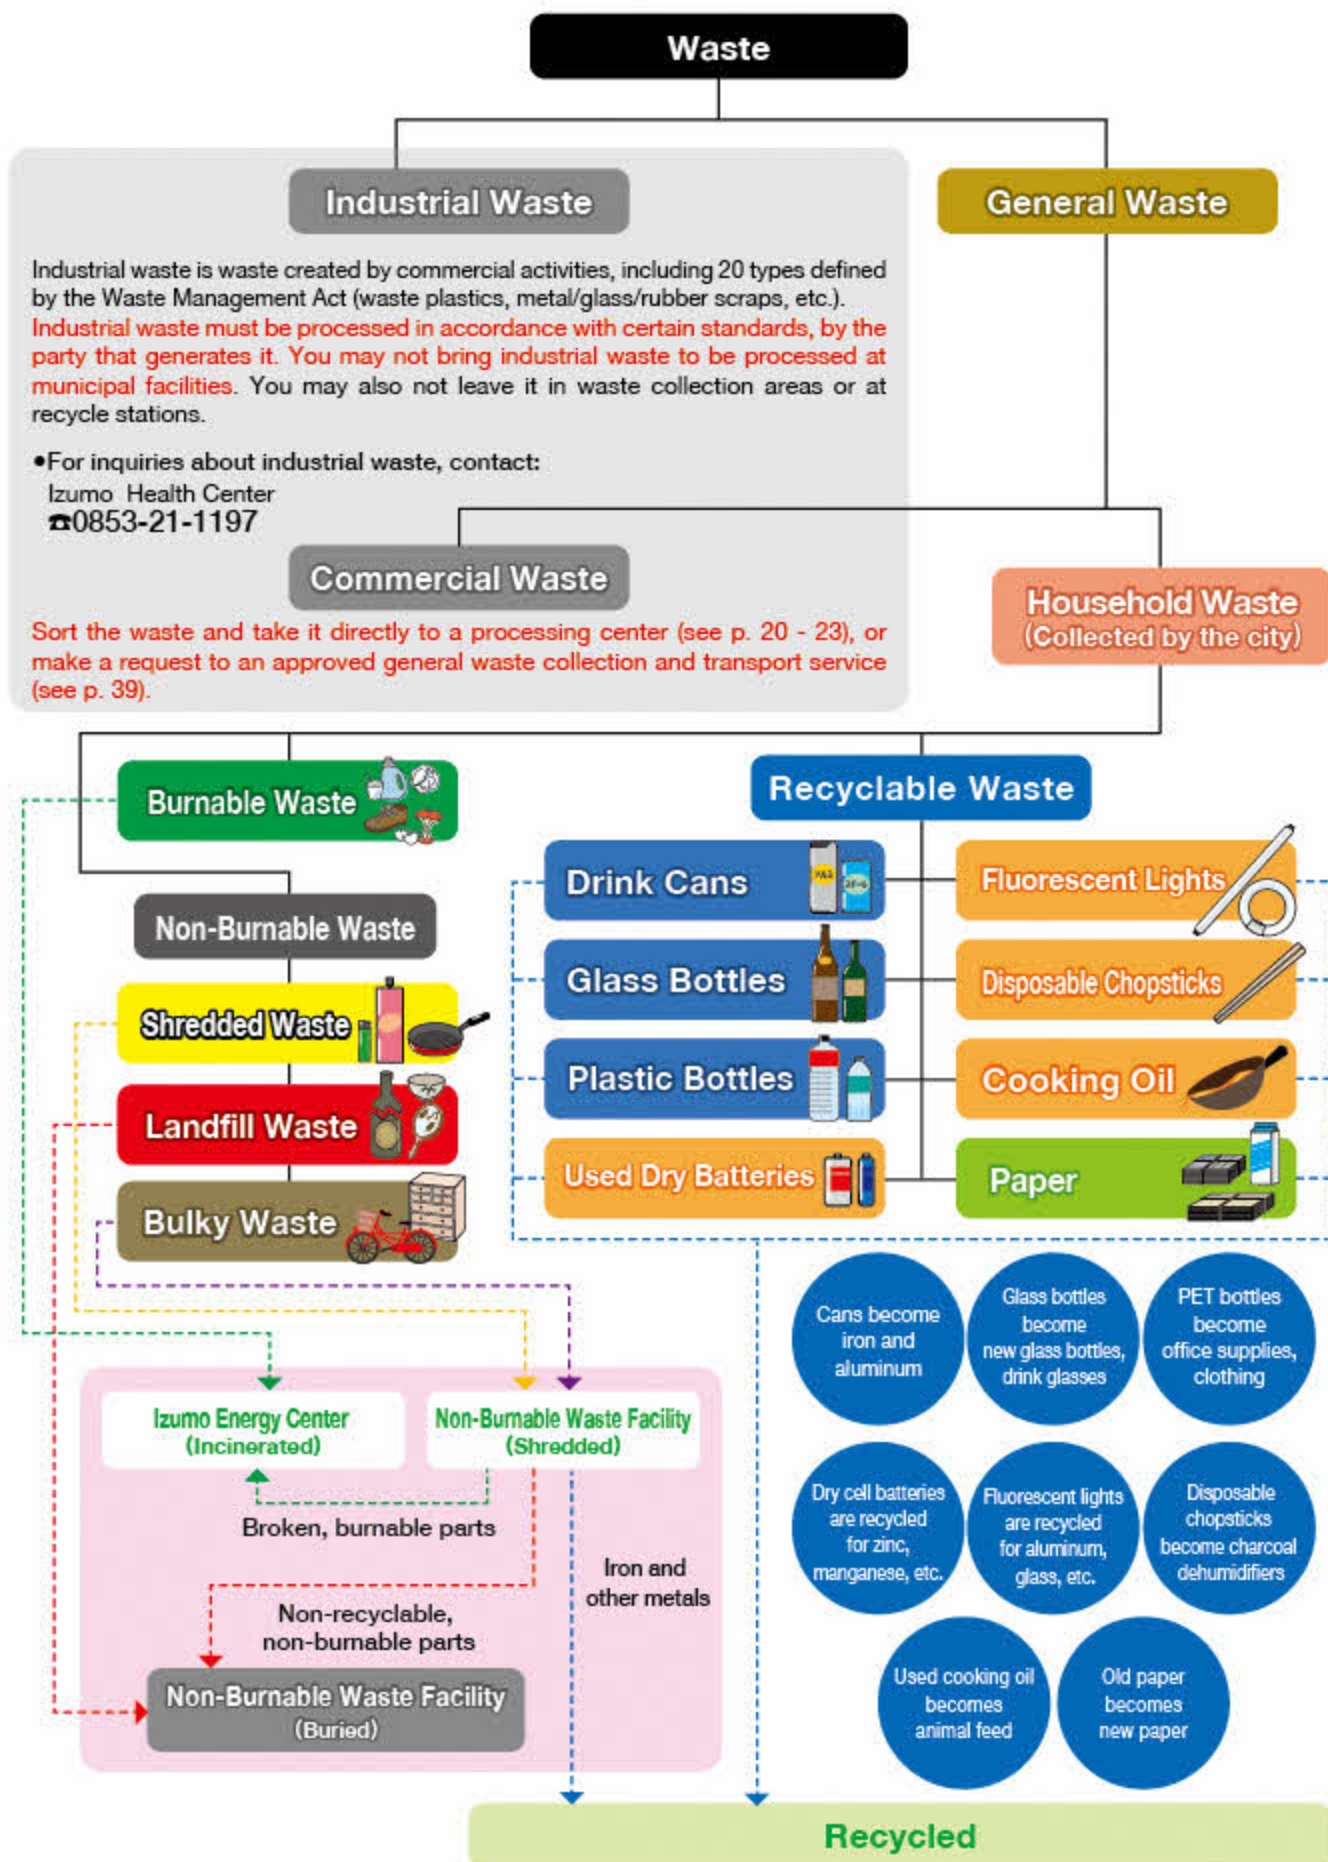 Waste
Industrial Waste
General Waste
Industrial waste is waste created by commercial activities, including 20 types defined
by the Waste Management Act (waste plastics, metal/glass/rubber scraps, etc.).
Industrial waste must be processed in accordance with certain standards, by the
party that generates it. You may not bring industrial waste to be processed at
municipal facilities. You may also not leave it in waste collection areas or at
recycle stations.
•For inquiries about industrial waste, contact:
Izumo Health Center
☎0853-21-1197
Commercial Waste
Sort the waste and take it directly to a processing center (see p. 20 - 23), or
make a request to an approved general waste collection and transport service
(see p. 39).
Household Waste
(Collected by the city)
Burnable Waste
Non-Burnable Waste
Shredded Waste
Landfill Waste
Bulky Waste
Recyclable Waste
Drink Cans
Fluorescent Lights
Glass Bottles
Disposable Chopsticks
Plastic Bottles
Cooking Oil
Used Dry Batteries
Paper
Cans become
iron and
aluminum
Glass bottles
become
new glass bottles,
drink glasses
PET bottles
become
office supplies,
clothing
Dry cell batteries
are recycled
for zinc,
manganese, etc.
Fluorescent lights
are recycled
for aluminum,
glass, etc.
Disposable
chopsticks
become charcoal
dehumidifiers
Used cooking oil
becomes
animal feed
Old paper
becomes
new paper
Izumo Energy Center
(Incinerated)
Non-Burnable Waste Facility
(Shredded)
Broken, burnable parts
Iron and
other metals
Non-recyclable,
non-burnable parts
Non-Burnable Waste Facility
(Buried)
Recycled